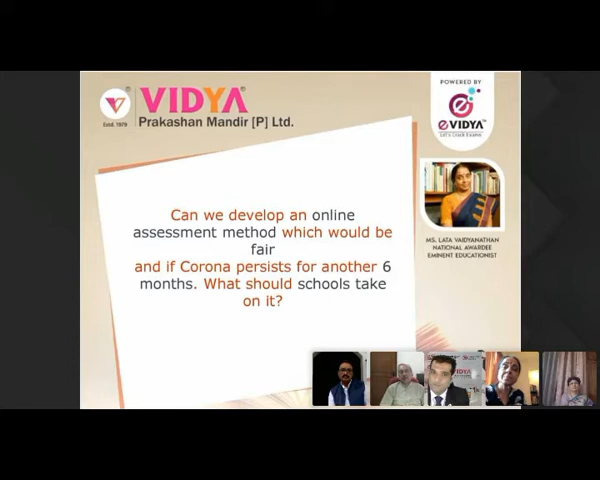 VIDYA
Prakashan Mandir [P] Ltd.
Estd. 1979
POWERED BY
eVIDYA
Let's Crack Exams
Can we develop an online
assessment method which would be
fair
and if Corona persists for another 6
months. What should schools take
on it?
MS. LATA VAIDYANATHAN
NATIONAL AWARDEE
EMINENT EDUCATIONIST
VIDYA